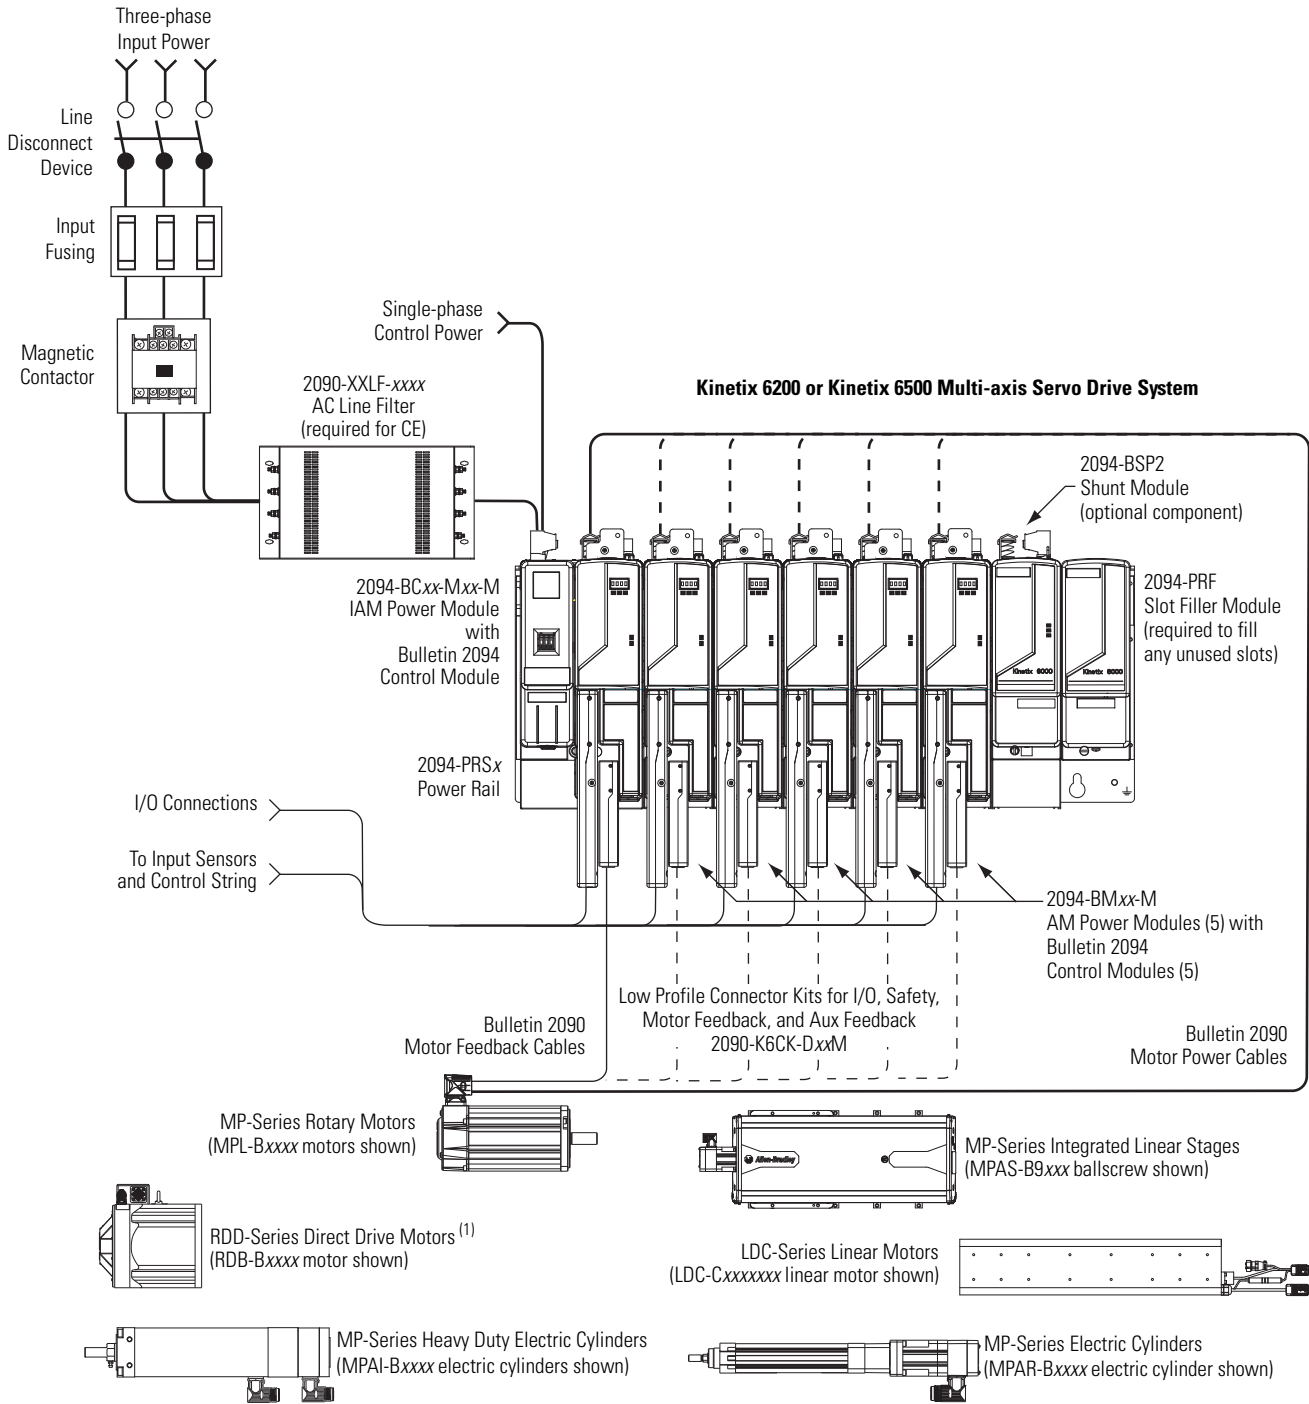 Three-phase
Input Power
Line
Disconnect
Device
Input
Fusing
Magnetic
Contactor
Single-phase
Control Power
2090-XXLF-xxxx
AC Line Filter
(required for CE)
Kinetix 6200 or Kinetix 6500 Multi-axis Servo Drive System
2094-BSP2
Shunt Module
(optional component)
2094-BCxx-Mxx-M
IAM Power Module
with
Bulletin 2094
Control Module
2094-PRF
Slot Filler Module
(required to fill
any unused slots)
Kinetix 6000
Kinetix 6000
2094-PRSx
Power Rail
I/O Connections
To Input Sensors
and Control String
2094-BMxx-M
AM Power Modules (5) with
Bulletin 2094
Control Modules (5)
Low Profile Connector Kits for I/O, Safety,
Motor Feedback, and Aux Feedback
2090-K6CK-DxxM
Bulletin 2090
Motor Feedback Cables
Bulletin 2090
Motor Power Cables
MP-Series Rotary Motors
(MPL-Bxxxx motors shown)
Allen-Bradley
MP-Series Integrated Linear Stages
(MPAS-B9xxx ballscrew shown)
RDD-Series Direct Drive Motors (1)
(RDB-Bxxxx motor shown)
LDC-Series Linear Motors
(LDC-Cxxxxxxx linear motor shown)
MP-Series Heavy Duty Electric Cylinders
(MPAI-Bxxxx electric cylinders shown)
MP-Series Electric Cylinders
(MPAR-Bxxxx electric cylinder shown)